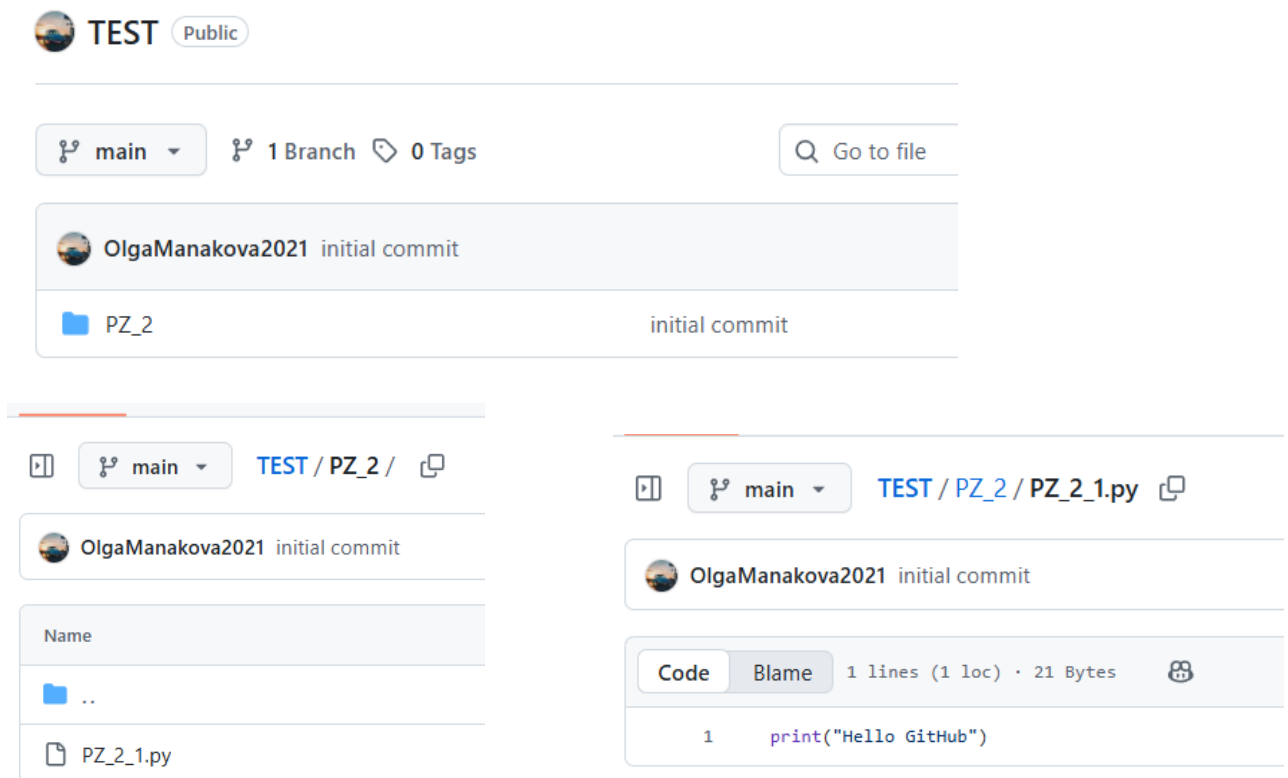 TEST Public
main 1 Branch 0 Tags Go to file
OlgaManakova2021 initial commit
PZ_2 initial commit
main TEST / PZ_2 /
OlgaManakova2021 initial commit
Name
..
PZ_2_1.py
main TEST / PZ_2 / PZ_2_1.py
OlgaManakova2021 initial commit
Code Blame 1 lines (1 loc) · 21 Bytes
1 print("Hello GitHub")